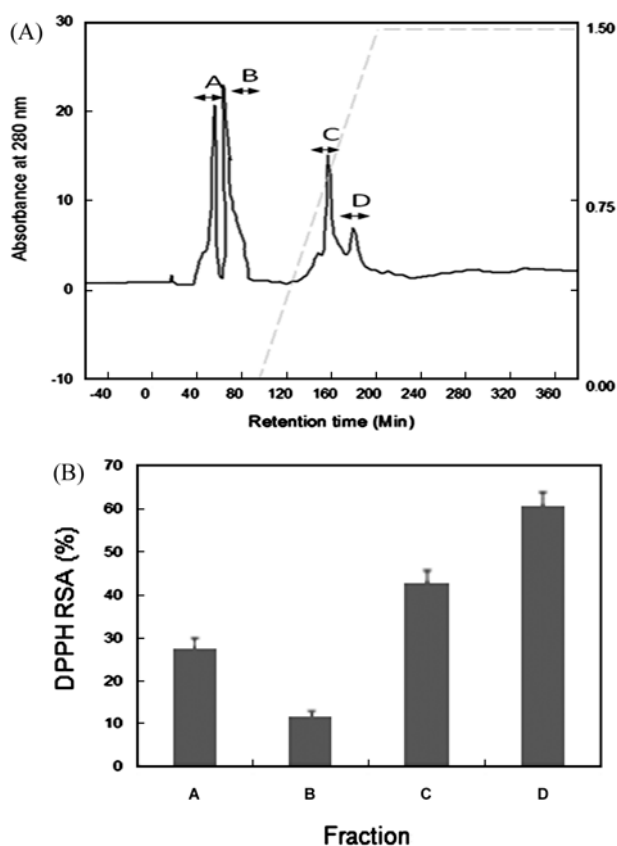 (A)
30
20
10
0
-10
Absorbance at 280 nm
A
B
C
D
1.50
0.75
0.00
-40 0 40 80 120 160 200 240 280 320 360
Retention time (Min)
(B)
70
60
50
40
30
20
10
0
DPPH RSA (%)
A B C D
Fraction